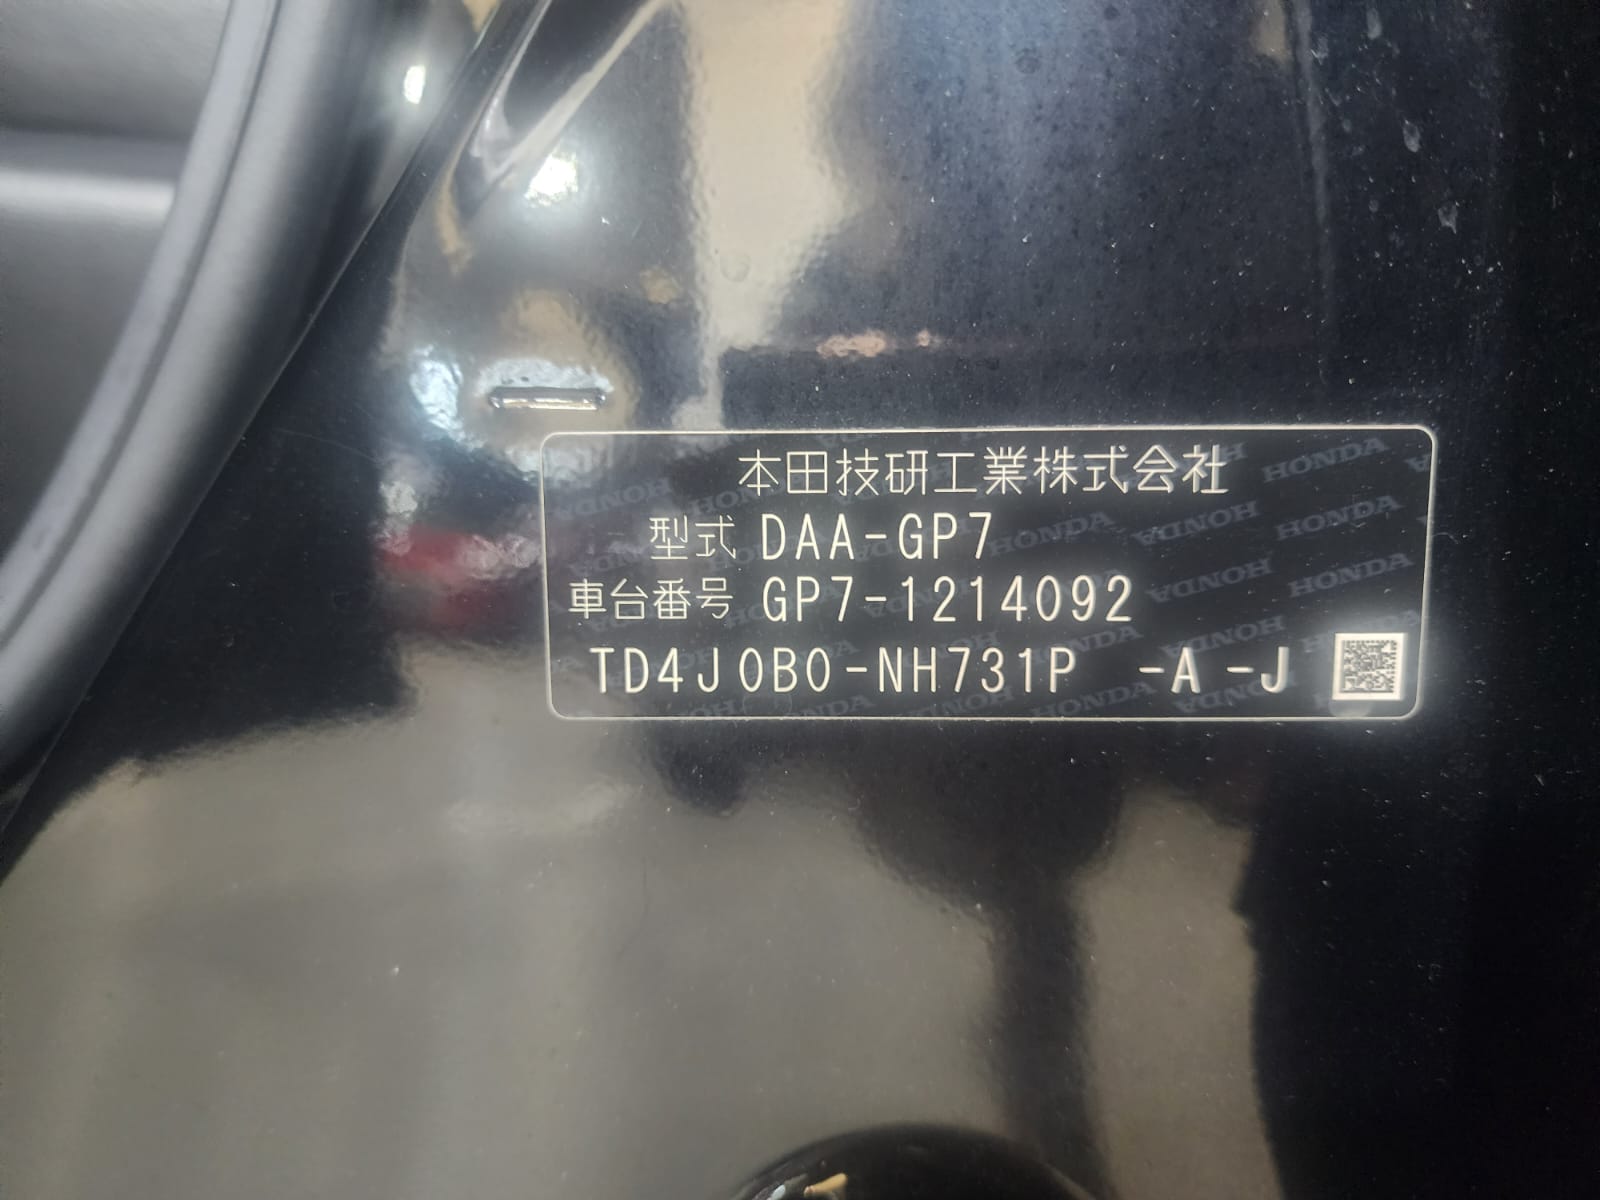 本田技研工業株式会社
型式 DAA-GP7
車台番号 GP7-1214092
TD4J0B0-NH731P -A -J